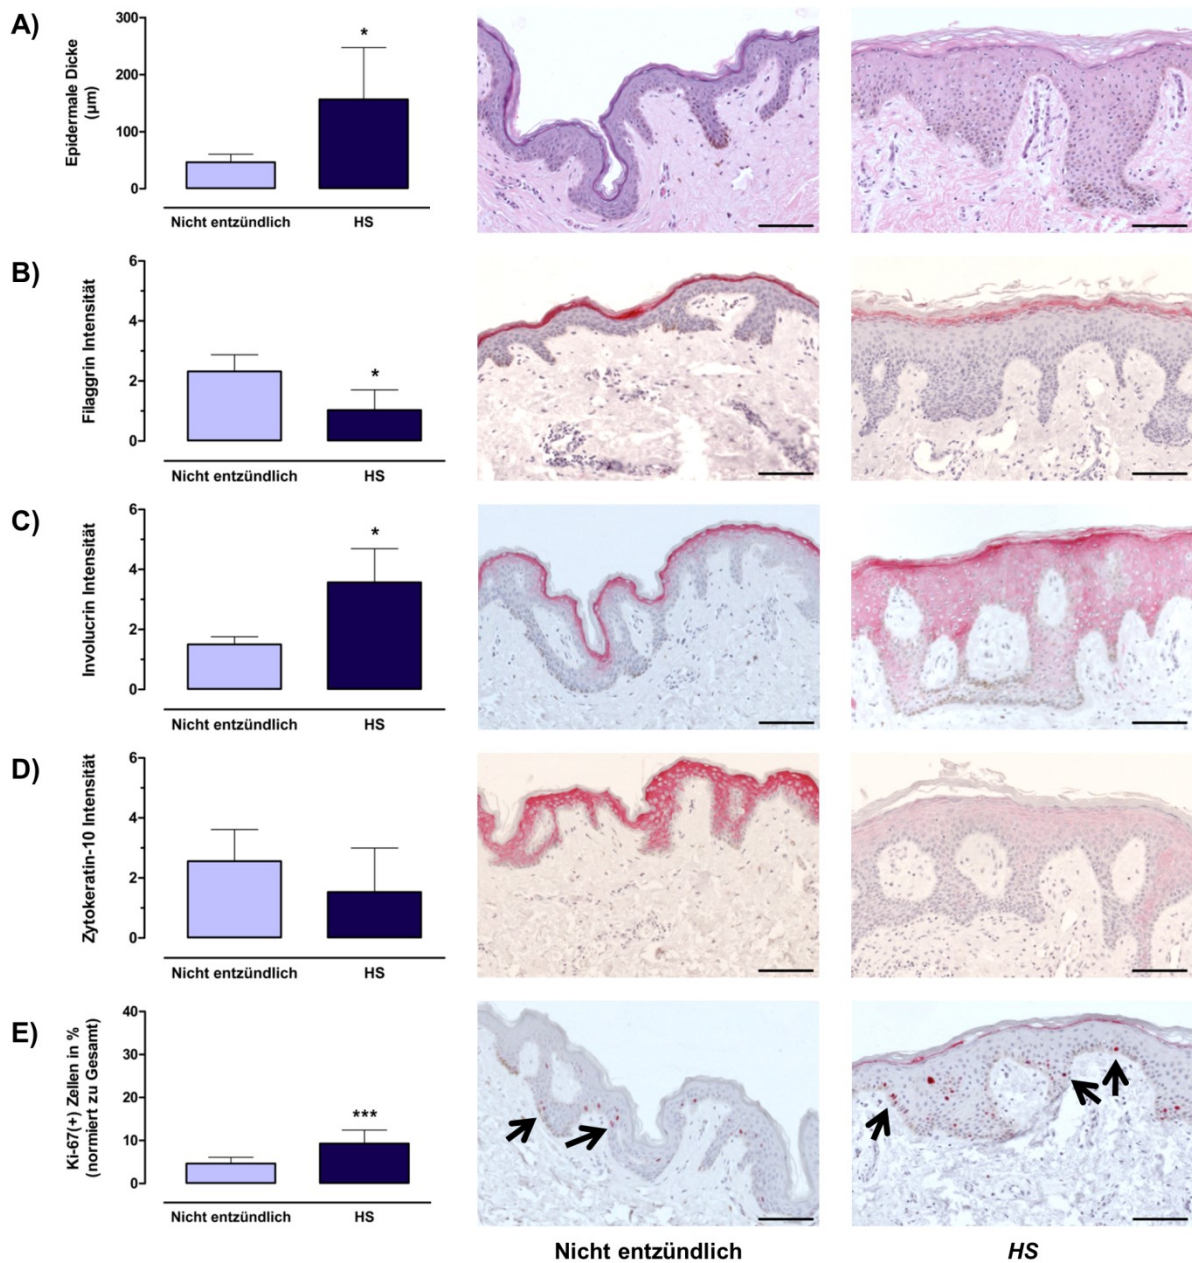 A)
Epidermale Dicke
(µm)
300
200
100
0
*
Nicht entzündlich HS
B)
Filaggrin Intensität
6
4
2
0
*
Nicht entzündlich HS
C)
Involucrin Intensität
6
4
2
0
*
Nicht entzündlich HS
D)
Zytokeratin-10 Intensität
6
4
2
0
Nicht entzündlich HS
E)
Ki-67(+) Zellen in %
(normiert zu Gesamt)
40
30
20
10
0
***
Nicht entzündlich HS
Nicht entzündlich HS